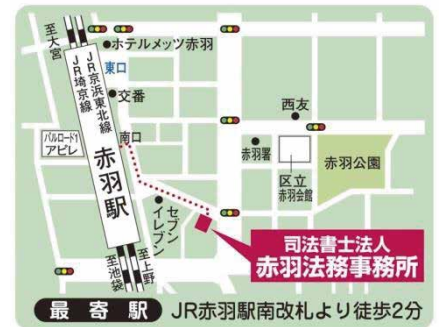 至大宮
ホテルメッツ赤羽
JR京浜東北線
JR埼京線
東口
交番
西友
パルロード1
アピレ
南口
赤羽駅
赤羽署
区立
赤羽会館
赤羽公園
セブン
イレブン
司法書士法人
赤羽法務事務所
至池袋
至上野
最寄駅 JR赤羽駅南改札より徒歩2分